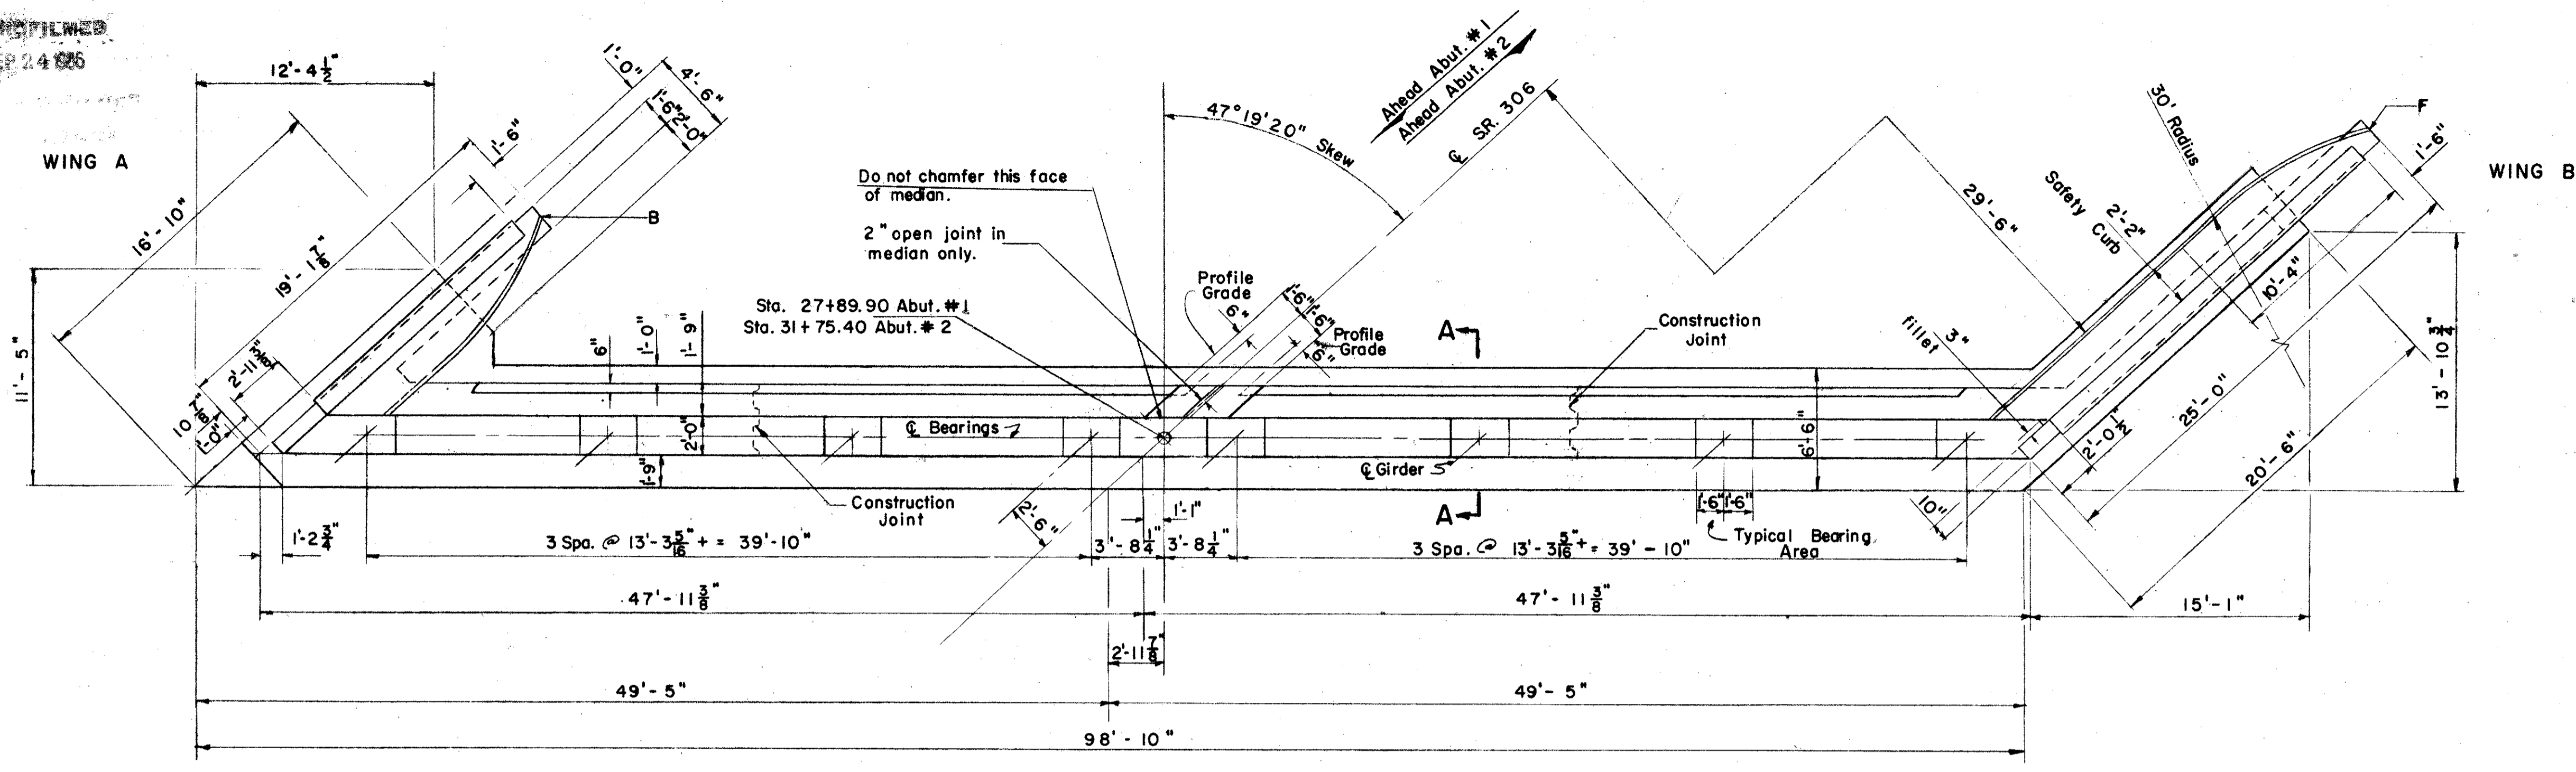 WING A
12'-4 1/2"
1'-0"
4'-6"
1'-6"
2'-0"
1'-6"
16'-10"
19'-1 7/8"
B
11'-5"
2'-11 3/8"
10 7/8"
1'-0"
Do not chamfer this face
of median.
2" open joint in
median only.
Sta. 27+89.90 Abut. #1
Sta. 31+75.40 Abut. # 2
47°19'20"
Skew
Ahead Abut. #1
Ahead Abut. # 2
℄ S.R. 306
Profile
Grade
6"
1'-6"
1'-6"
Profile
Grade
6"
6"
1'-0"
1'-9"
2'-0"
1'-9"
℄ Bearings
℄ Girder
A
A
Construction
Joint
Construction
Joint
6'-6"
30' Radius
F
1'-6"
WING B
29'-6"
Safety
Curb
2'-2"
10'-4"
fillet
3"
13'-10 3/4"
25'-0"
2'-0 1/2"
20'-6"
10"
1'-6"
1'-6"
Typical Bearing
Area
1'-2 3/4"
3 Spa. @ 13'-3 5/16"+ = 39'-10"
2'-6"
1'-1"
3'-8 1/4"
3'-8 1/4"
3 Spa. @ 13'-3 5/16"+ = 39'-10"
47'-11 3/8"
47'-11 3/8"
15'-1"
2'-11 7/8"
49'-5"
49'-5"
98'-10"